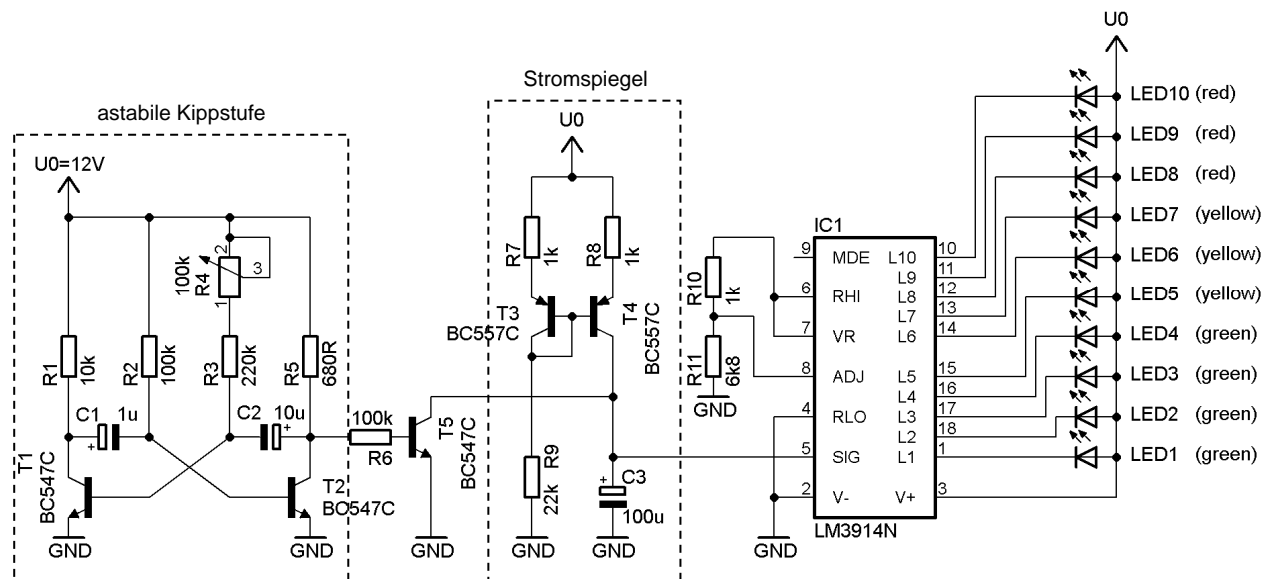 astabile Kippstufe
U0=12V
R1
10k
R2
100k
100k
R4
2
3
1
R3
220k
R5
680R
C1
1u
+
C2
10u
+
T1
BC547C
T2
BC547C
GND
GND
100k
R6
T5
BC547C
GND
Stromspiegel
U0
R7
1k
R8
1k
T3
BC557C
T4
BC557C
R9
22k
GND
+
C3
100u
GND
R10
1k
R11
6k8
GND
GND
IC1
9 MDE L10 10
L9 11
6 RHI L8 12
L7 13
7 VR L6 14
8 ADJ L5 15
L4 16
4 RLO L3 17
L2 18
5 SIG L1 1
2 V- V+ 3
LM3914N
U0
LED10 (red)
LED9 (red)
LED8 (red)
LED7 (yellow)
LED6 (yellow)
LED5 (yellow)
LED4 (green)
LED3 (green)
LED2 (green)
LED1 (green)